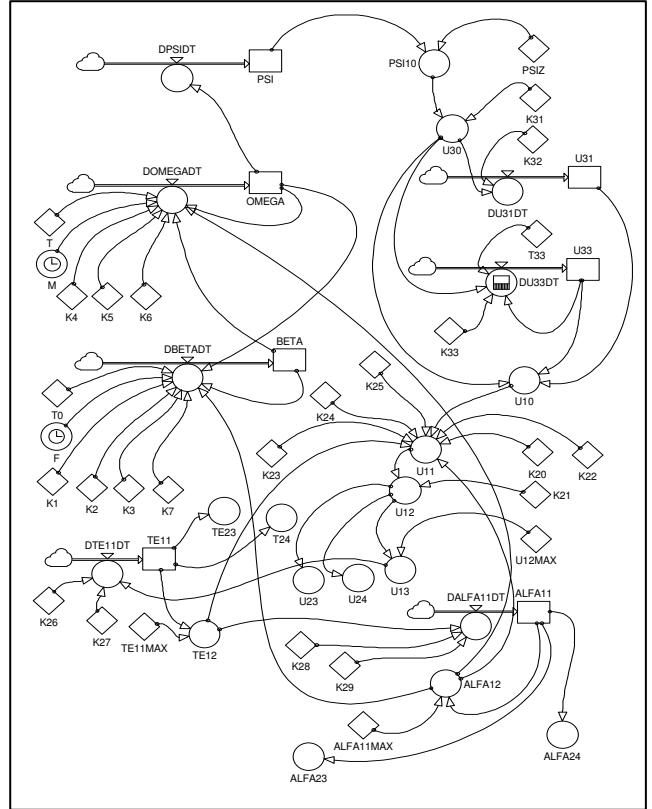 DPSIDT
PSI
PSI10
PSIZ
K31
U30
K32
U31
DU31DT
DOMEGADT
OMEGA
T
M
K4
K5
K6
T33
U33
DU33DT
K33
DBETADT
BETA
T0
F
K1
K2
K3
K7
K25
K24
K23
U10
U11
K20
K22
K21
U12
U12MAX
TE23
T24
DTE11DT
TE11
U23
U24
U13
K26
K27
TE11MAX
TE12
DALFA11DT
ALFA11
K28
K29
ALFA12
ALFA11MAX
ALFA23
ALFA24